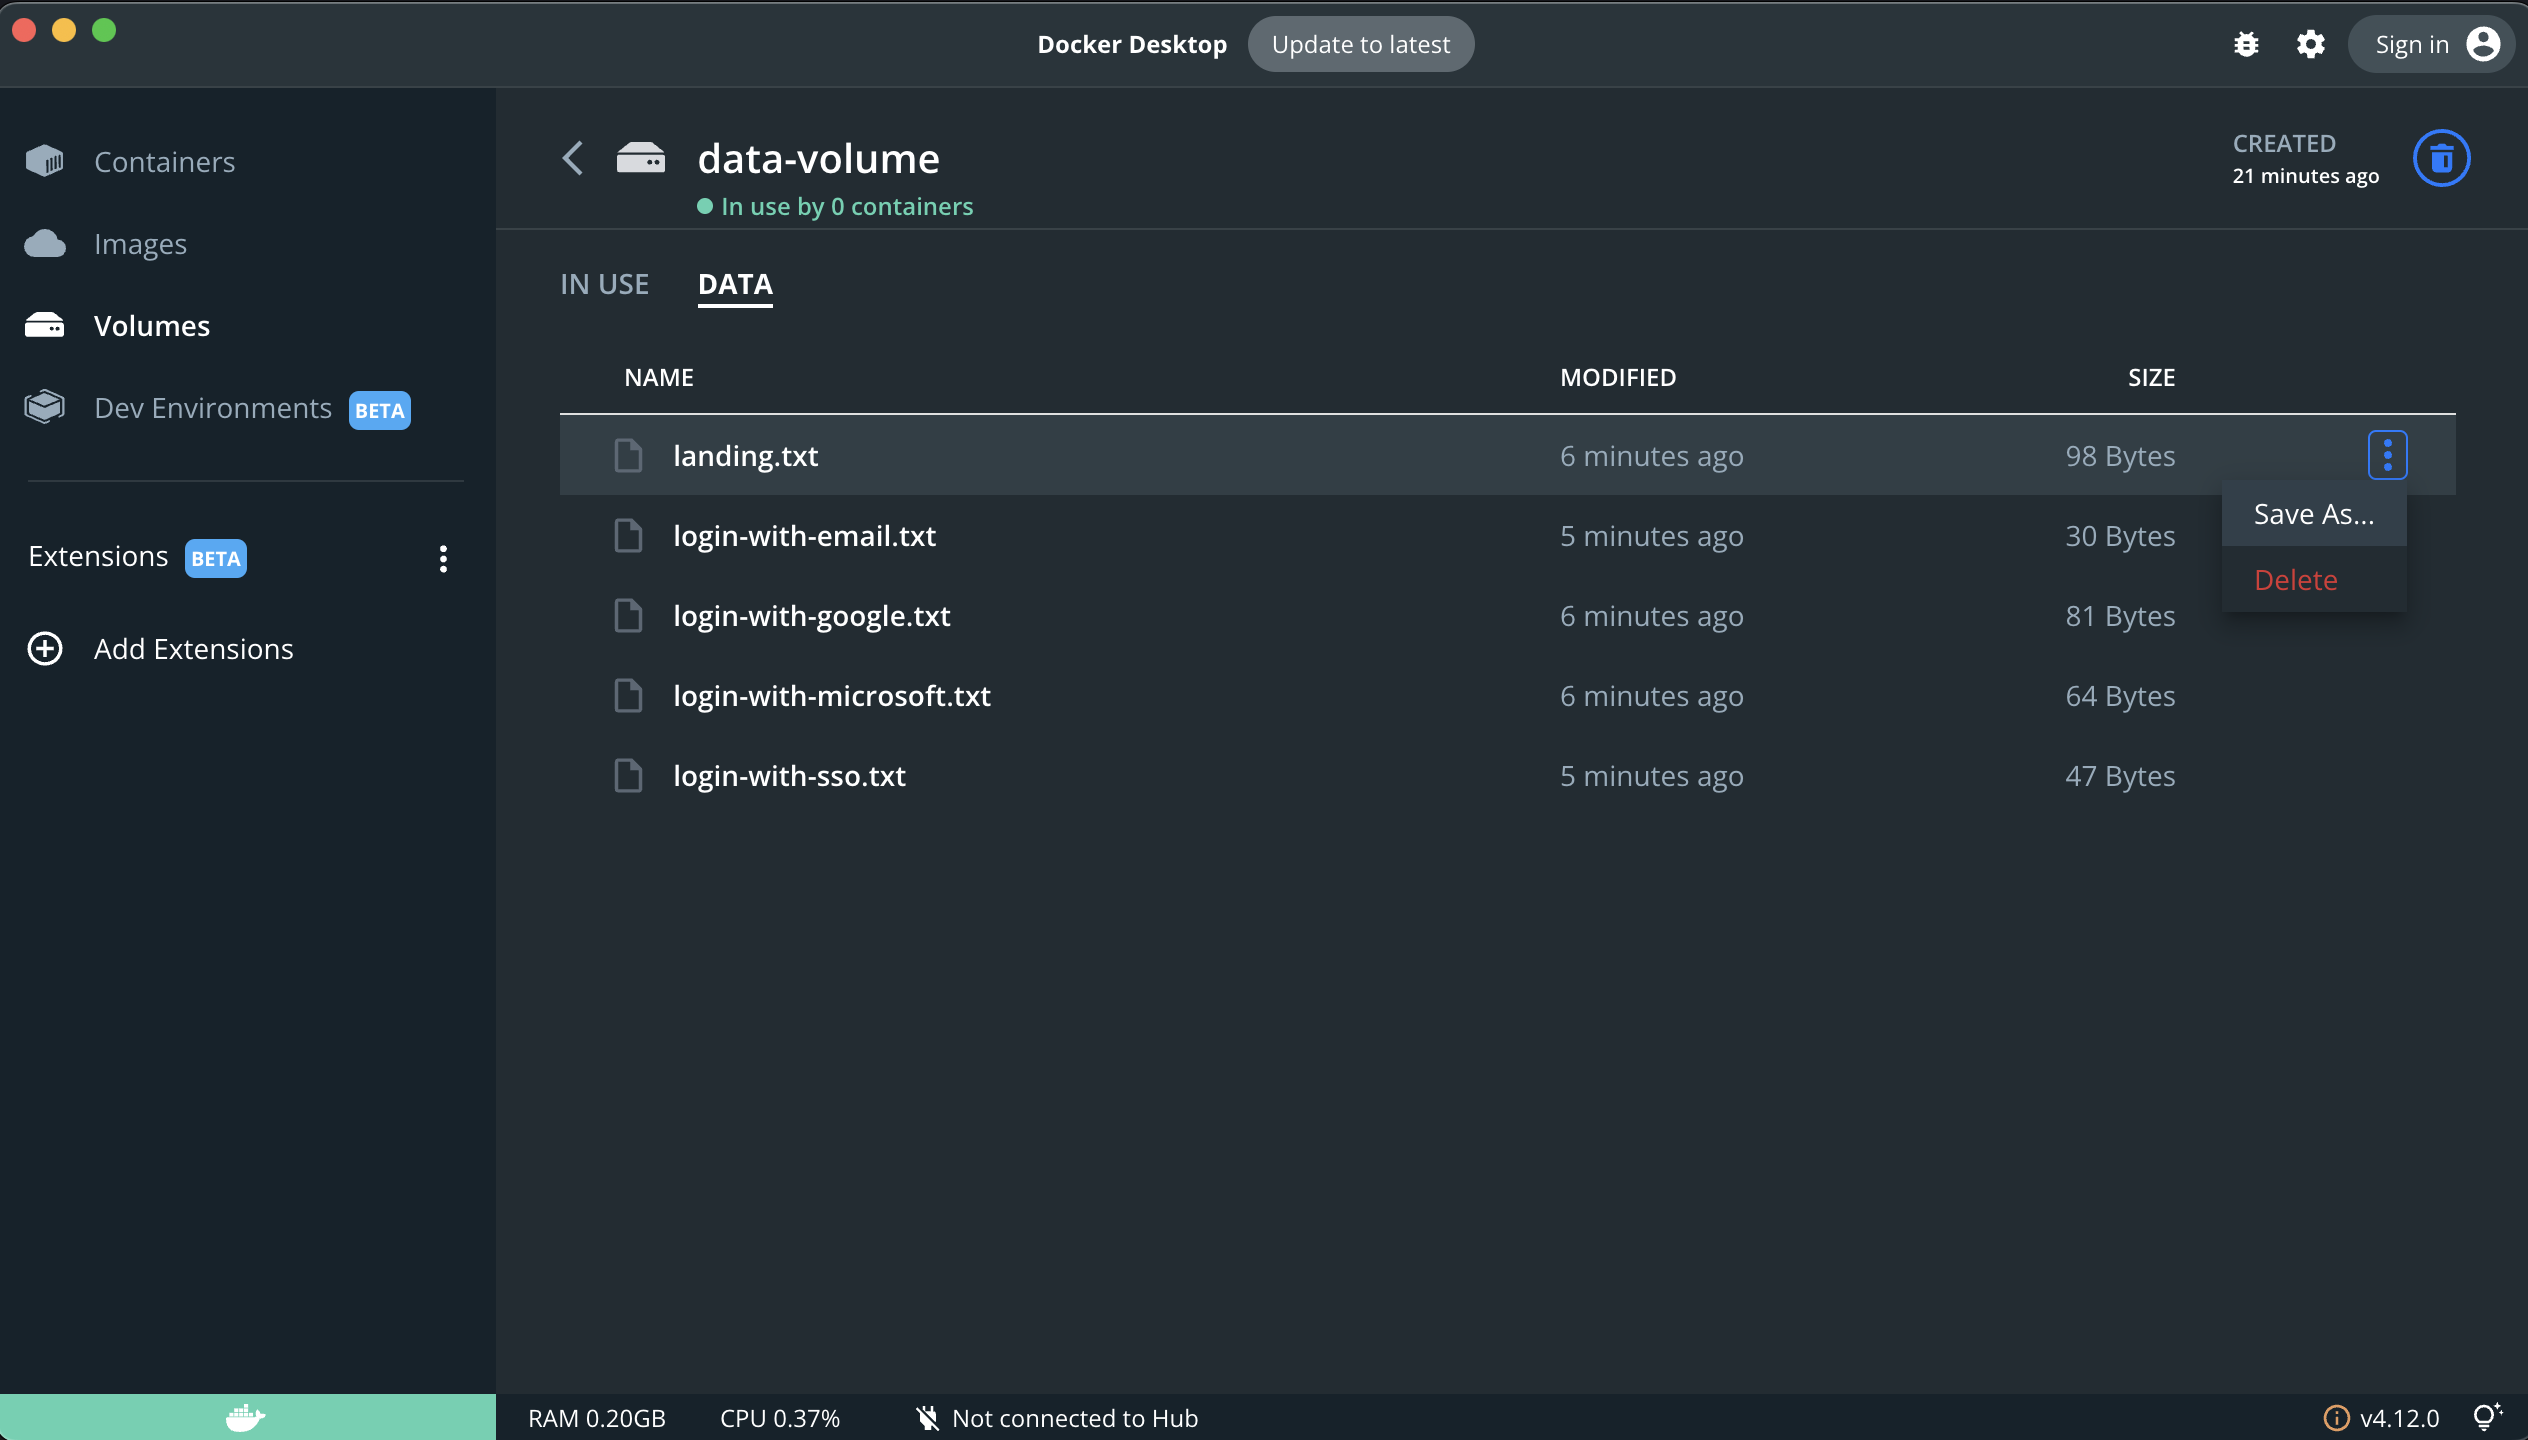 Docker Desktop Update to latest
Sign in
Containers
Images
Volumes
Dev Environments BETA
Extensions BETA
Add Extensions
data-volume
In use by 0 containers
CREATED
21 minutes ago
IN USE DATA
NAME MODIFIED SIZE
landing.txt 6 minutes ago 98 Bytes
login-with-email.txt 5 minutes ago 30 Bytes
login-with-google.txt 6 minutes ago 81 Bytes
login-with-microsoft.txt 6 minutes ago 64 Bytes
login-with-sso.txt 5 minutes ago 47 Bytes
Save As...
Delete
RAM 0.20GB CPU 0.37% Not connected to Hub v4.12.0